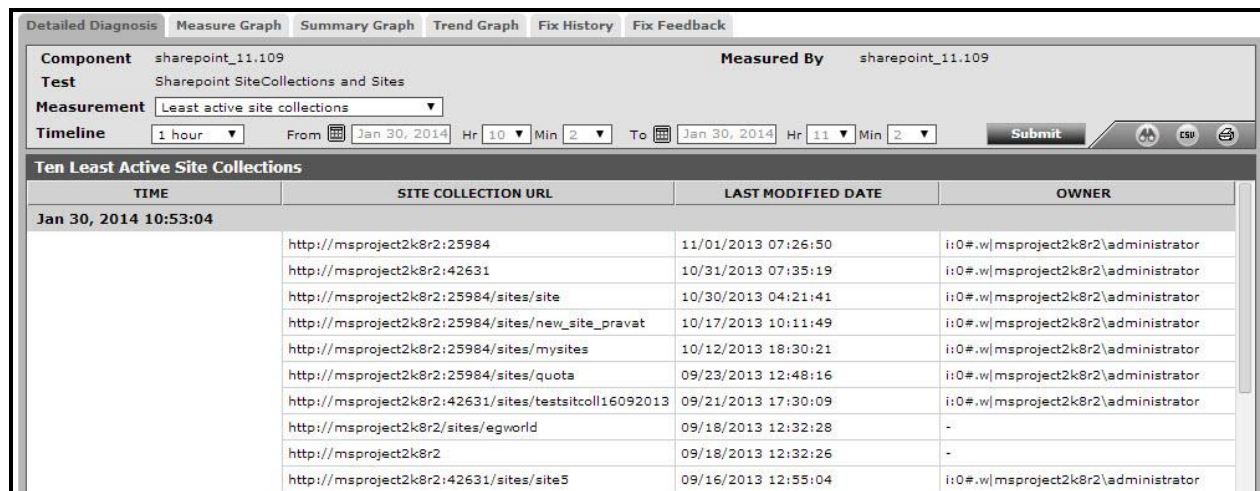 Detailed Diagnosis Measure Graph Summary Graph Trend Graph Fix History Fix Feedback
Component sharepoint_11.109 Measured By sharepoint_11.109
Test Sharepoint SiteCollections and Sites
Measurement Least active site collections
Timeline 1 hour From Jan 30, 2014 Hr 10 Min 2 To Jan 30, 2014 Hr 11 Min 2 Submit CSV
Ten Least Active Site Collections
TIME SITE COLLECTION URL LAST MODIFIED DATE OWNER
Jan 30, 2014 10:53:04
http://msproject2k8r2:25984 11/01/2013 07:26:50 i:0#.w|msproject2k8r2\administrator
http://msproject2k8r2:42631 10/31/2013 07:35:19 i:0#.w|msproject2k8r2\administrator
http://msproject2k8r2:25984/sites/site 10/30/2013 04:21:41 i:0#.w|msproject2k8r2\administrator
http://msproject2k8r2:25984/sites/new_site_pravat 10/17/2013 10:11:49 i:0#.w|msproject2k8r2\administrator
http://msproject2k8r2:25984/sites/mysites 10/12/2013 18:30:21 i:0#.w|msproject2k8r2\administrator
http://msproject2k8r2:25984/sites/quota 09/23/2013 12:48:16 i:0#.w|msproject2k8r2\administrator
http://msproject2k8r2:42631/sites/testsitcoll16092013 09/21/2013 17:30:09 i:0#.w|msproject2k8r2\administrator
http://msproject2k8r2/sites/egworld 09/18/2013 12:32:28 -
http://msproject2k8r2 09/18/2013 12:32:26 -
http://msproject2k8r2:42631/sites/site5 09/16/2013 12:55:04 i:0#.w|msproject2k8r2\administrator